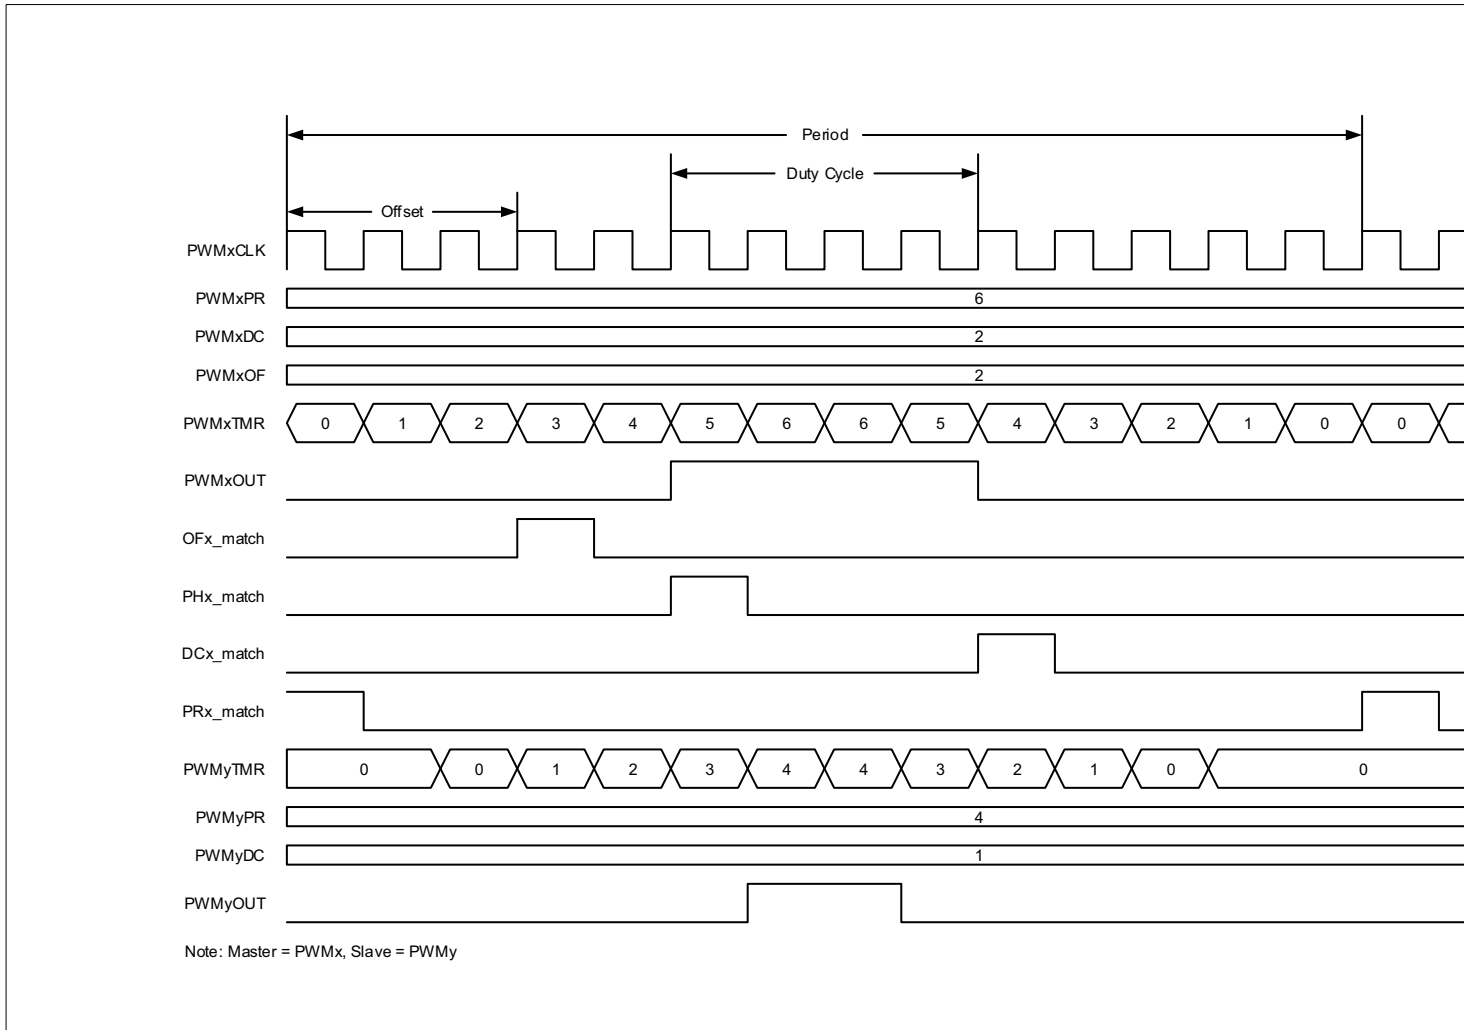 Period
Duty Cycle
Offset
PWMxCLK
PWMxPR 6
PWMxDC 2
PWMxOF 2
PWMxTMR 0 1 2 3 4 5 6 6 5 4 3 2 1 0 0
PWMxOUT
OFx_match
PHx_match
DCx_match
PRx_match
PWMyTMR 0 0 1 2 3 4 4 3 2 1 0 0
PWMyPR 4
PWMyDC 1
PWMyOUT
Note: Master = PWMx, Slave = PWMy